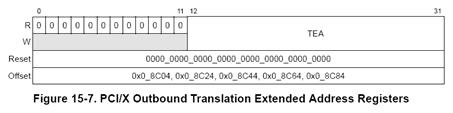 0 11 12 31
R 0 0 0 0 0 0 0 0 0 0 0 0 TEA
W
Reset 0000_0000_0000_0000_0000_0000_0000_0000
Offset 0x0_8C04, 0x0_8C24, 0x0_8C44, 0x0_8C64, 0x0_8C84
Figure 15-7. PCI/X Outbound Translation Extended Address Registers